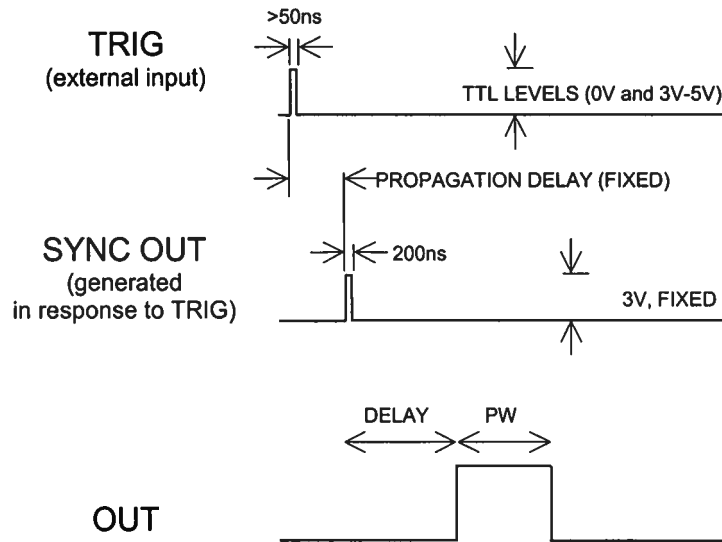 >50ns
TRIG
(external input)
TTL LEVELS (0V and 3V-5V)
PROPAGATION DELAY (FIXED)
SYNC OUT
(generated
in response to TRIG)
200ns
3V, FIXED
DELAY
PW
OUT